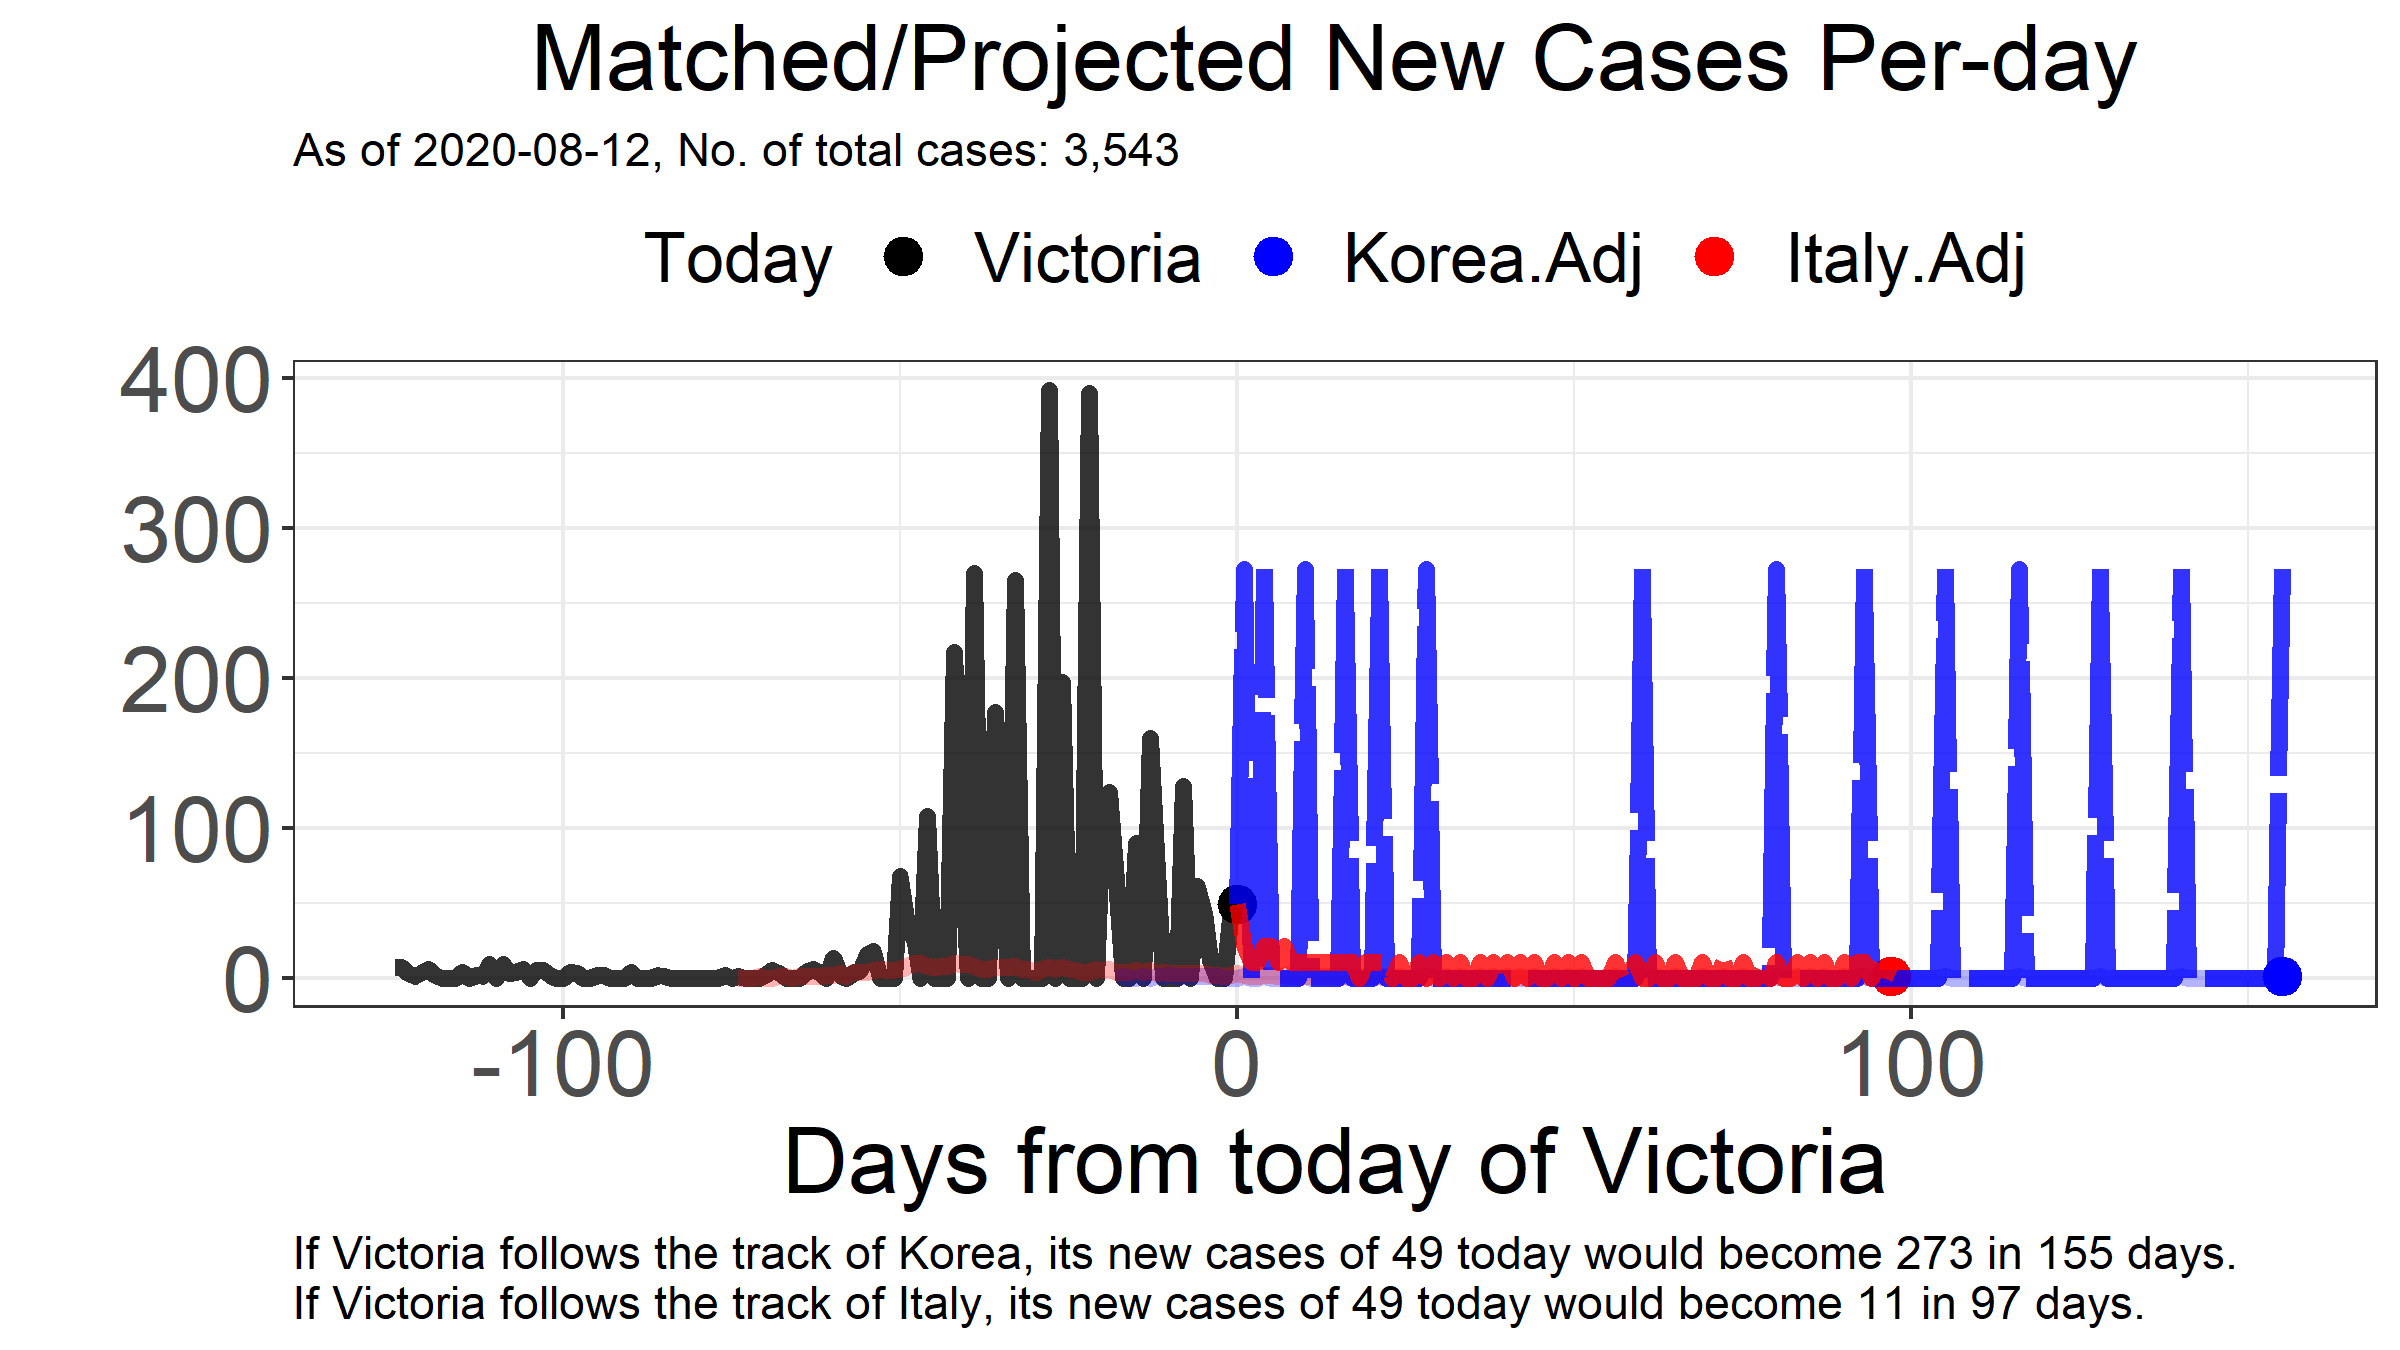 Matched/Projected New Cases Per-day
As of 2020-08-12, No. of total cases: 3,543
Today Victoria Korea.Adj Italy.Adj
400
300
200
100
0
-100 0 100
Days from today of Victoria
If Victoria follows the track of Korea, its new cases of 49 today would become 273 in 155 days.
If Victoria follows the track of Italy, its new cases of 49 today would become 11 in 97 days.